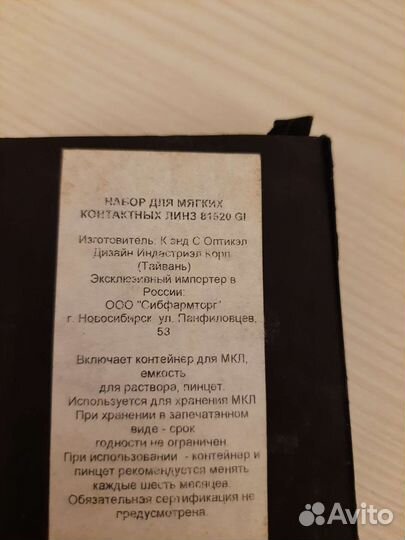 НАБОР ДЛЯ МЯГКИХ
КОНТАКТНЫХ ЛИНЗ 81520 GI
Изготовитель: К энд С Оптикэл
Дизайн Индастриэл Корп
(Тайвань)
Эксклюзивный импортер в
России:
ООО "Сибфармторг"
г. Новосибирск ул. Панфиловцев,
53
Включает контейнер для МКЛ,
емкость
для раствора, пинцет.
Используется для хранения МКЛ
При хранении в запечатанном
виде - срок
годности не ограничен.
При использовании - контейнер и
пинцет рекомендуется менять
каждые шесть месяцев.
Обязательная сертификация не
предусмотрена.
Avito